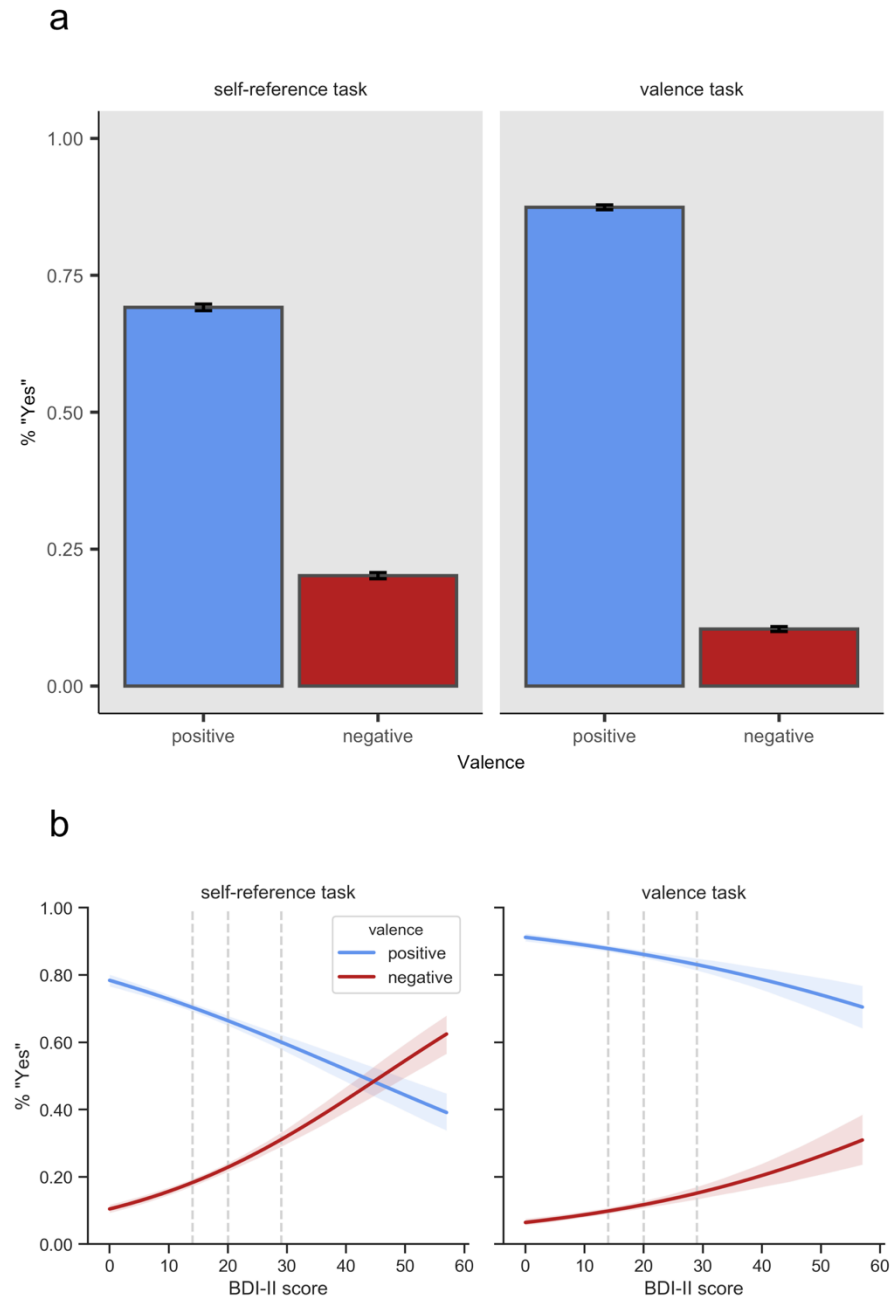 a
self-reference task
valence task
1.00
0.75
0.50
0.25
0.00
% "Yes"
positive
negative
positive
negative
Valence
b
self-reference task
valence task
1.00
0.80
0.60
0.40
0.20
0.00
% "Yes"
valence
positive
negative
0 10 20 30 40 50 60
BDI-II score
0 10 20 30 40 50 60
BDI-II score